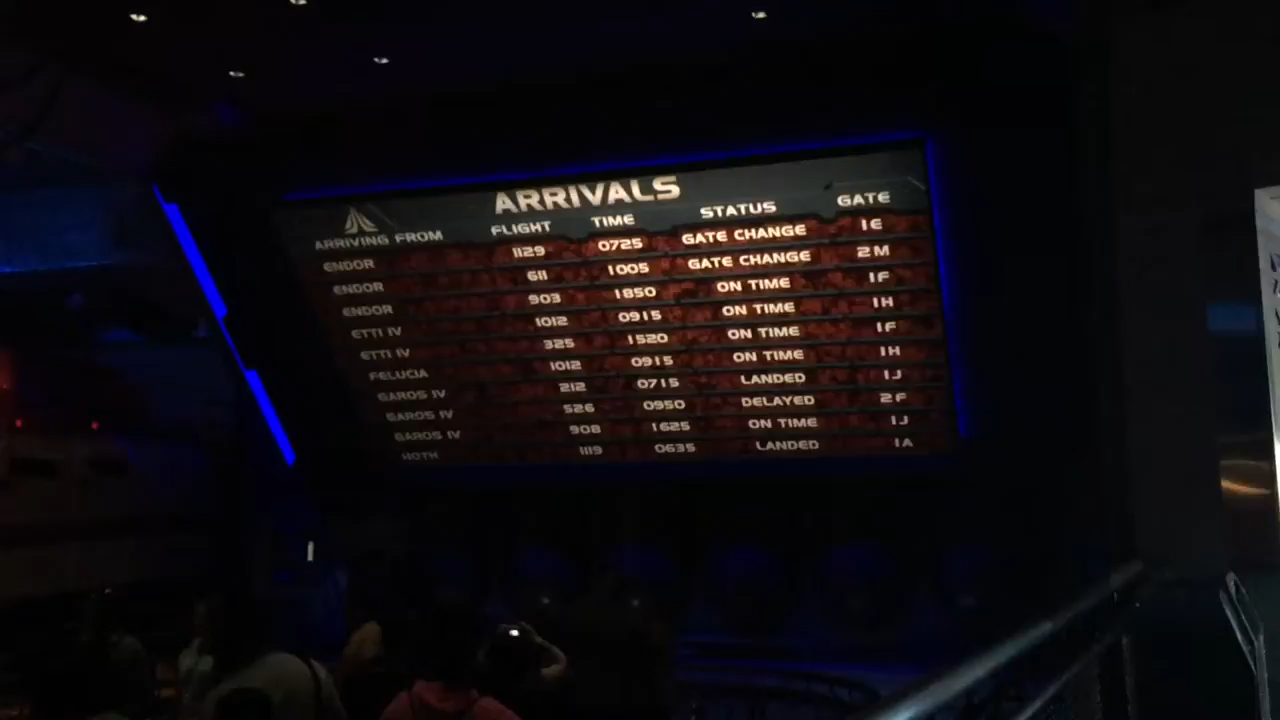 ARRIVALS
ARRIVING FROM FLIGHT TIME STATUS GATE
ENDOR 1129 0725 GATE CHANGE 1E
ENDOR 611 1005 GATE CHANGE 2M
ENDOR 903 1850 ON TIME 1F
ETTI IV 1012 0915 ON TIME 1H
ETTI IV 325 1520 ON TIME 1F
FELUCIA 1012 0915 ON TIME 1H
GAROS IV 212 0715 LANDED 1J
GAROS IV 526 0950 DELAYED 2F
GAROS IV 908 1625 ON TIME 1J
HOTH 1119 0635 LANDED 1A